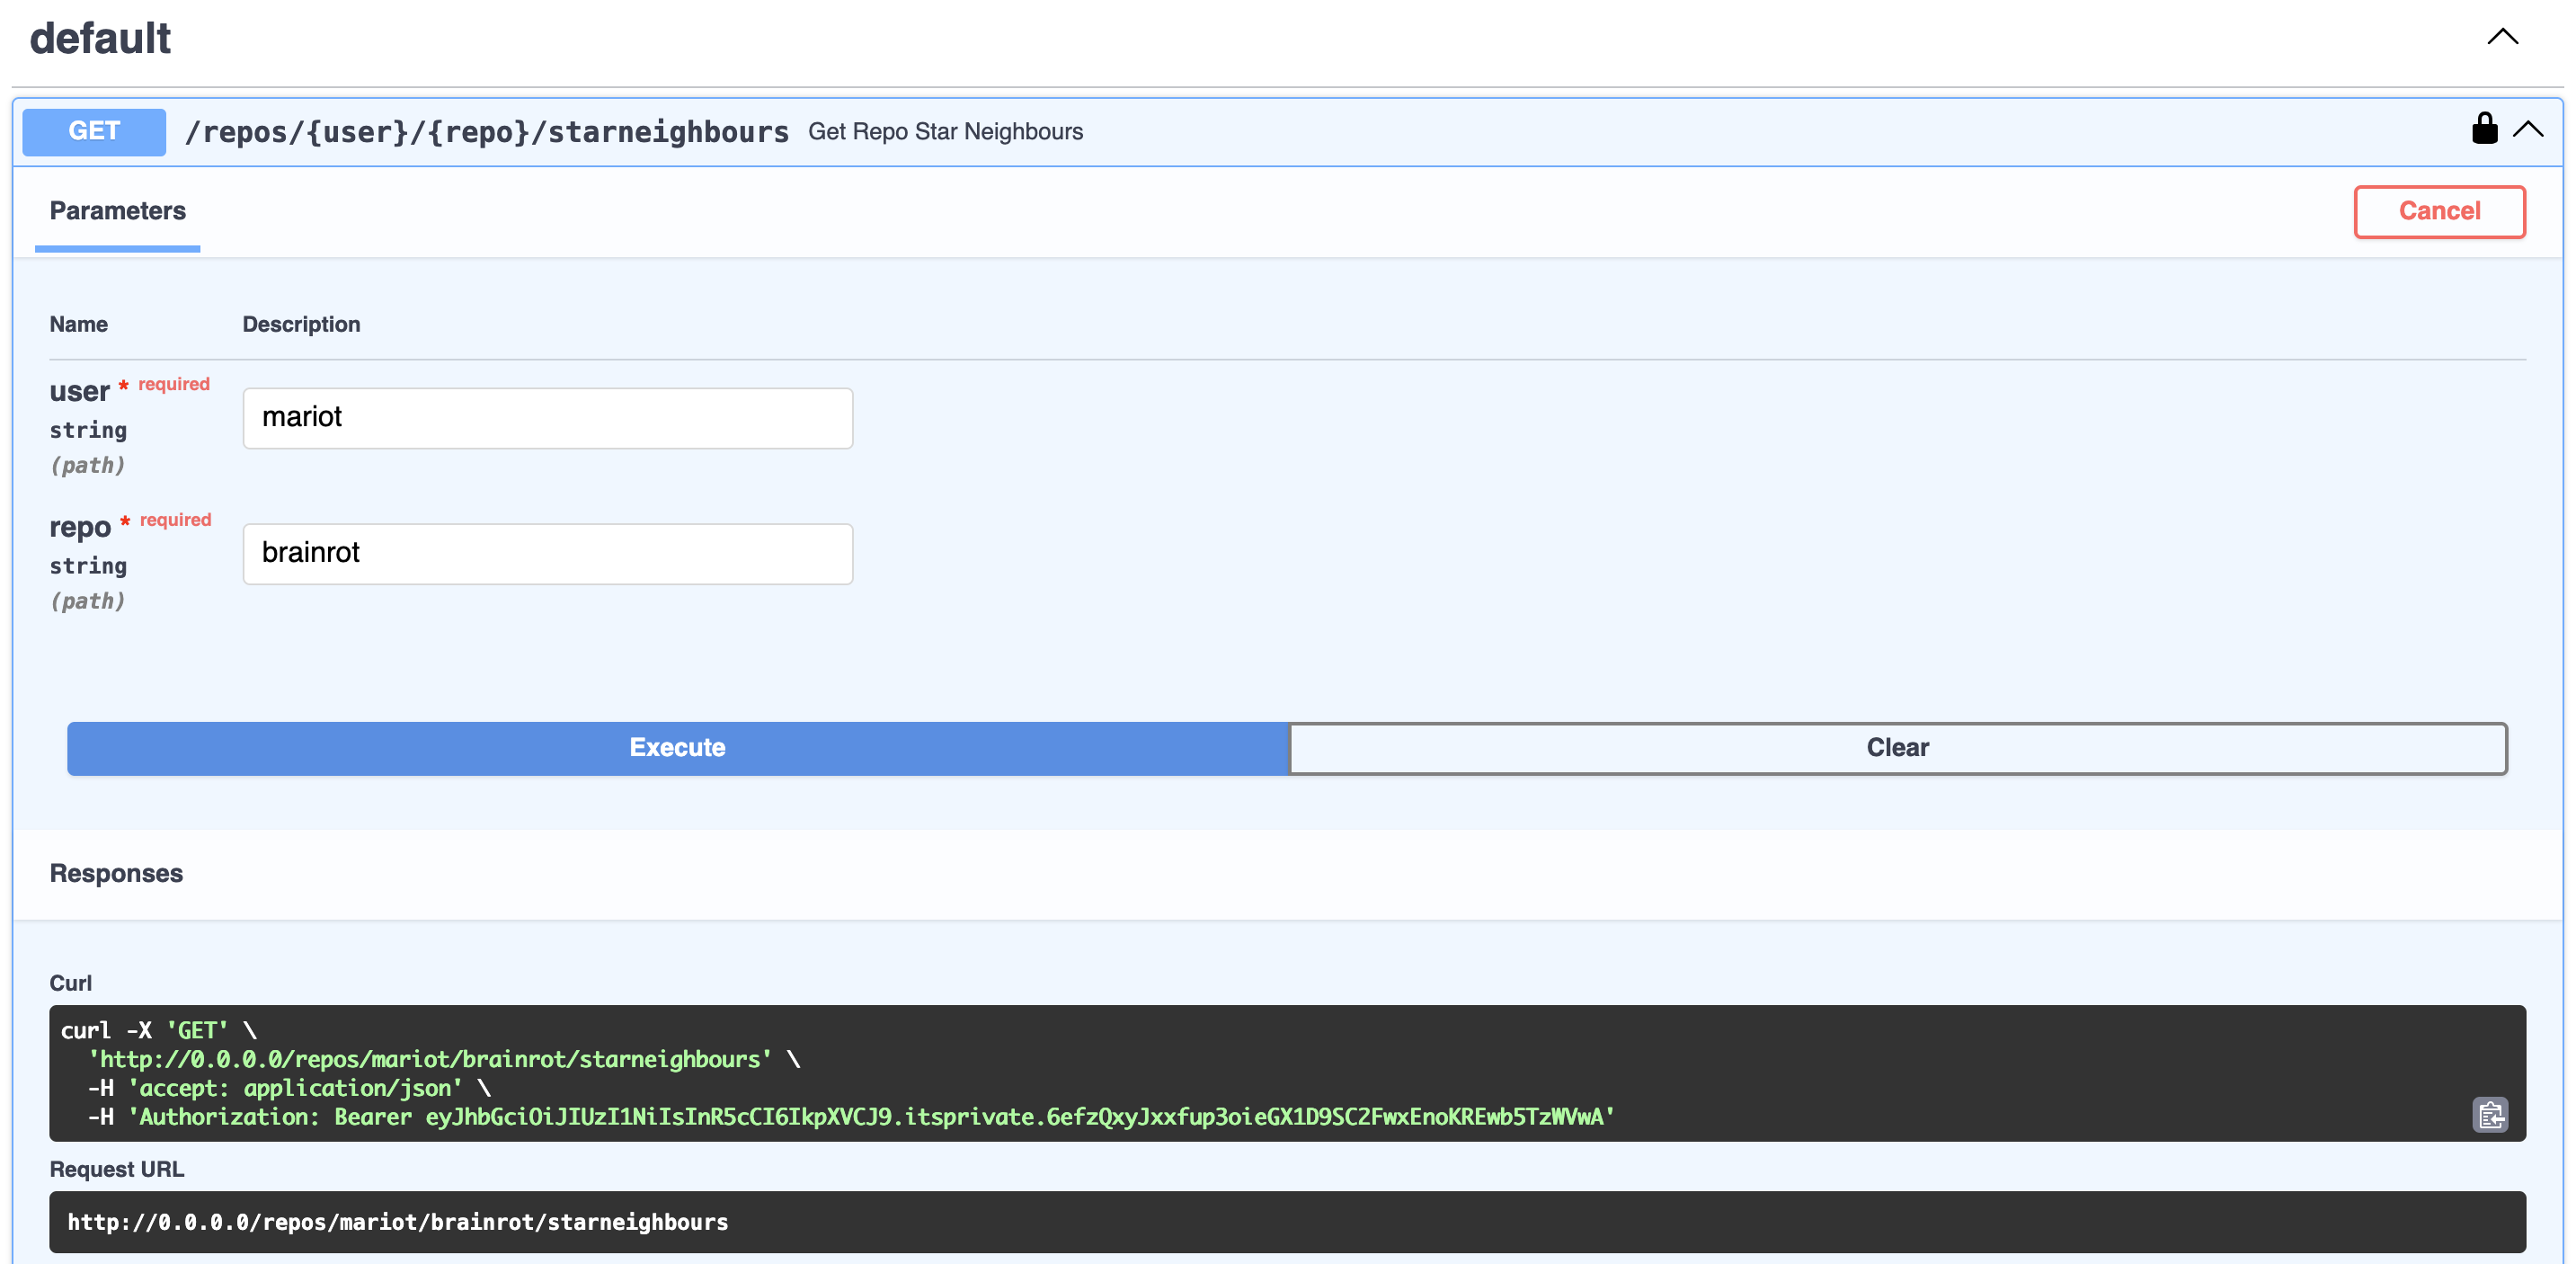 default
GET /repos/{user}/{repo}/starneighbours Get Repo Star Neighbours
Parameters
Cancel
Name Description
user * required
string
(path)
mariot
repo * required
string
(path)
brainrot
Execute
Clear
Responses
Curl
curl -X 'GET' \
'http://0.0.0.0/repos/mariot/brainrot/starneighbours' \
-H 'accept: application/json' \
-H 'Authorization: Bearer eyJhbGciOiJIUzI1NiIsInR5cCI6IkpXVCJ9.itsprivate.6efzQxyJxxfup3oieGX1D9SC2FwxEnoKREwb5TzWVwA'
Request URL
http://0.0.0.0/repos/mariot/brainrot/starneighbours